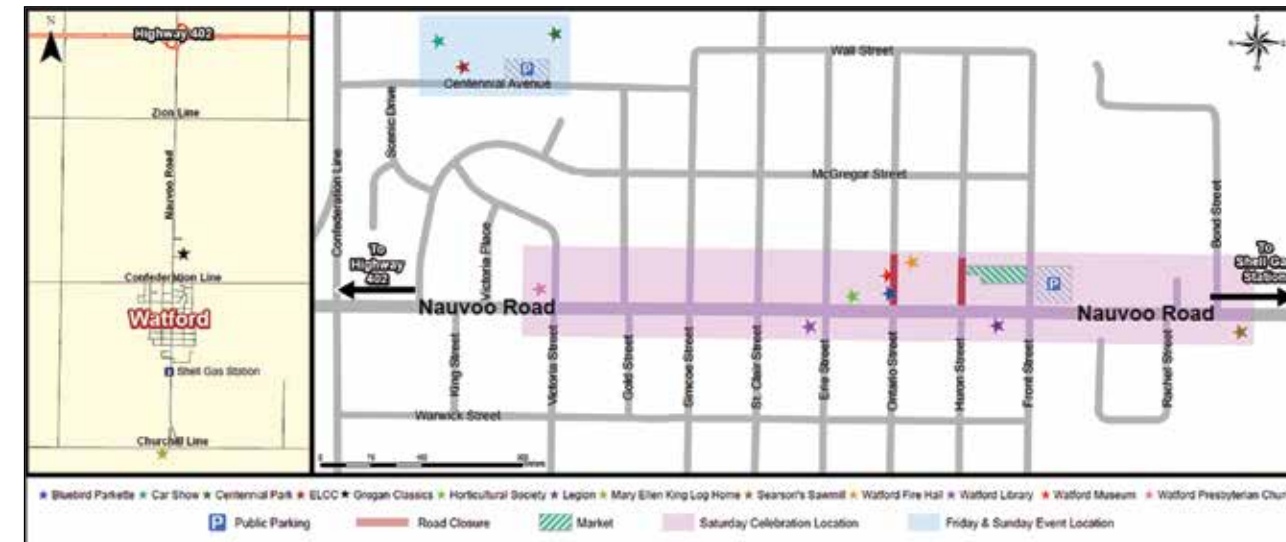 N
Highway 402
Zion Line
Nauvoo Road
Confederation Line
Watford
Shell Gas Station
Churchill Line
Wall Street
Centennial Avenue
P
Scenic Drive
Confederation Line
McGregor Street
Victoria Place
Bond Street
To
Highway
402
To
Shell Ga
Station
P
Nauvoo Road
Nauvoo Road
King Street
Victoria Street
Gold Street
Simcoe Street
St. Clair Street
Erie Street
Ontario Street
Huron Street
Front Street
Rachel Street
Warwick Street
Bluebird Parkette Car Show Centennial Park ELCC Grogan Classics Horticultural Society Legion Mary Ellen King Log Home Searson's Sawmill Watford Fire Hall Watford Library Watford Museum Watford Presbyterian Chur
P Public Parking Road Closure Market Saturday Celebration Location Friday & Sunday Event Location